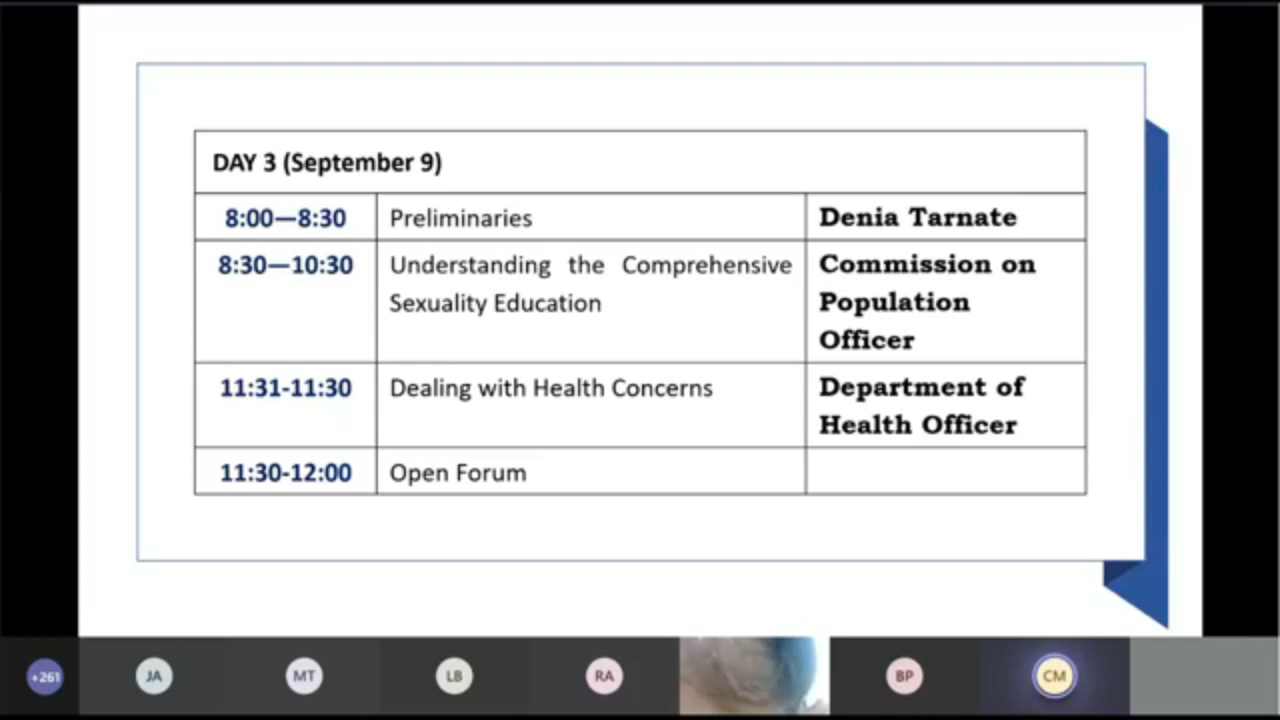 DAY 3 (September 9)
8:00—8:30 Preliminaries Denia Tarnate
8:30—10:30 Understanding the Comprehensive Commission on
Sexuality Education Population
Officer
11:31-11:30 Dealing with Health Concerns Department of
Health Officer
11:30-12:00 Open Forum
+261 JA MT LB RA BP CM